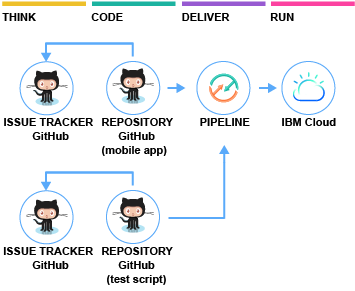 THINK
CODE
DELIVER
RUN
ISSUE TRACKER
GitHub
REPOSITORY
GitHub
(mobile app)
PIPELINE
IBM Cloud
ISSUE TRACKER
GitHub
REPOSITORY
GitHub
(test script)